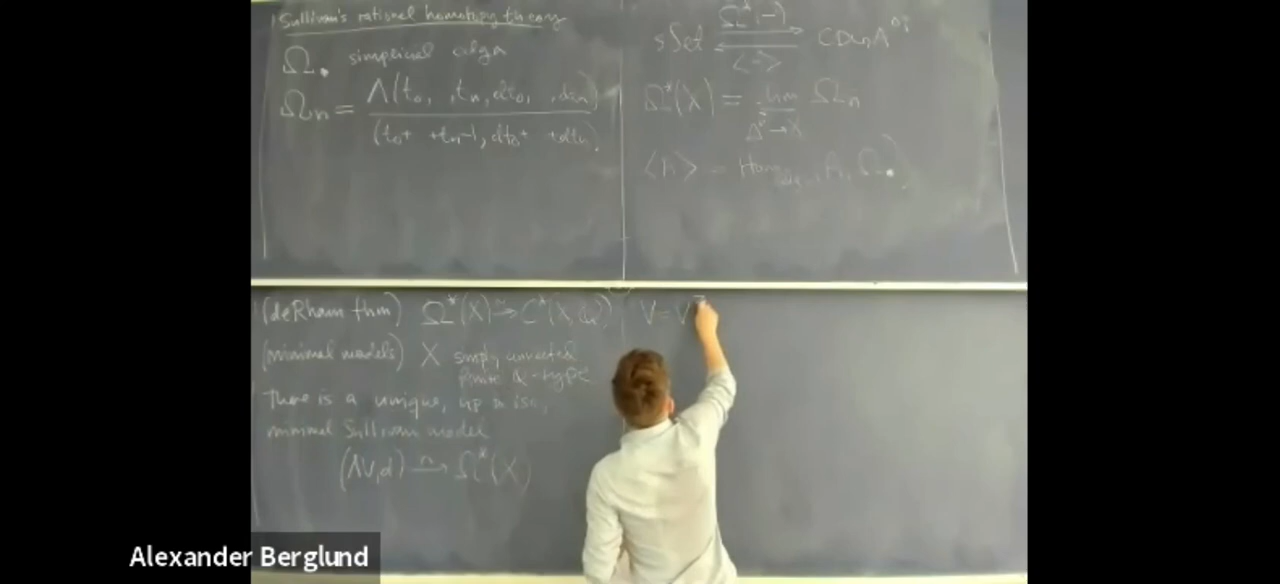 Sullivan's rational homotopy theory
Ω. simplicial cdga
Ωn = Λ(t0, , tn, dt0, , dtn)
(t0+ +tn-1, dt0+ +dtn)
sSet Ω*(-) CDGA^op
< - >
Ω*(X) = lim Ωn
Δ^n → X
Hom (A, Ω.)
(deRham thm) Ω*(X) ~→ C*(X, Q)
(minimal models) X simply connected
finite Q-type
There is a unique, up to iso,
minimal Sullivan model
(ΛV, d) ~→ Ω*(X)
V = V
Alexander Berglund